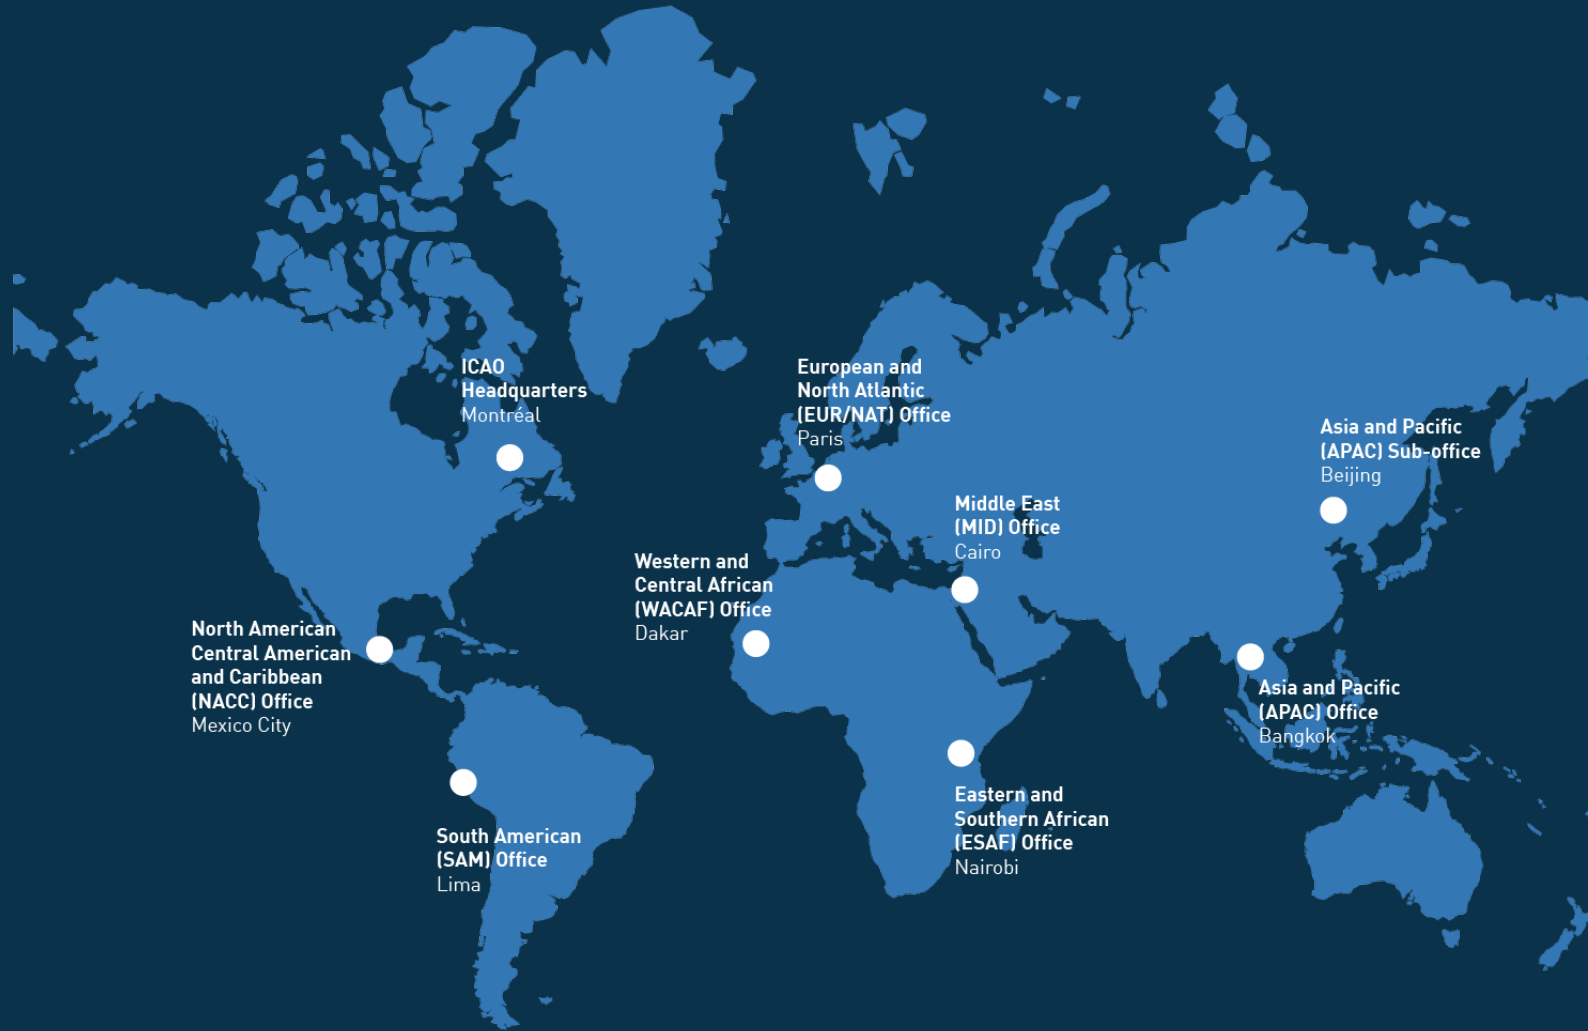 ICAO
Headquarters
Montréal
European and
North Atlantic
(EUR/NAT) Office
Paris
Asia and Pacific
(APAC) Sub-office
Beijing
Middle East
(MID) Office
Cairo
Western and
Central African
(WACAF) Office
Dakar
North American
Central American
and Caribbean
(NACC) Office
Mexico City
Asia and Pacific
(APAC) Office
Bangkok
Eastern and
Southern African
(ESAF) Office
Nairobi
South American
(SAM) Office
Lima